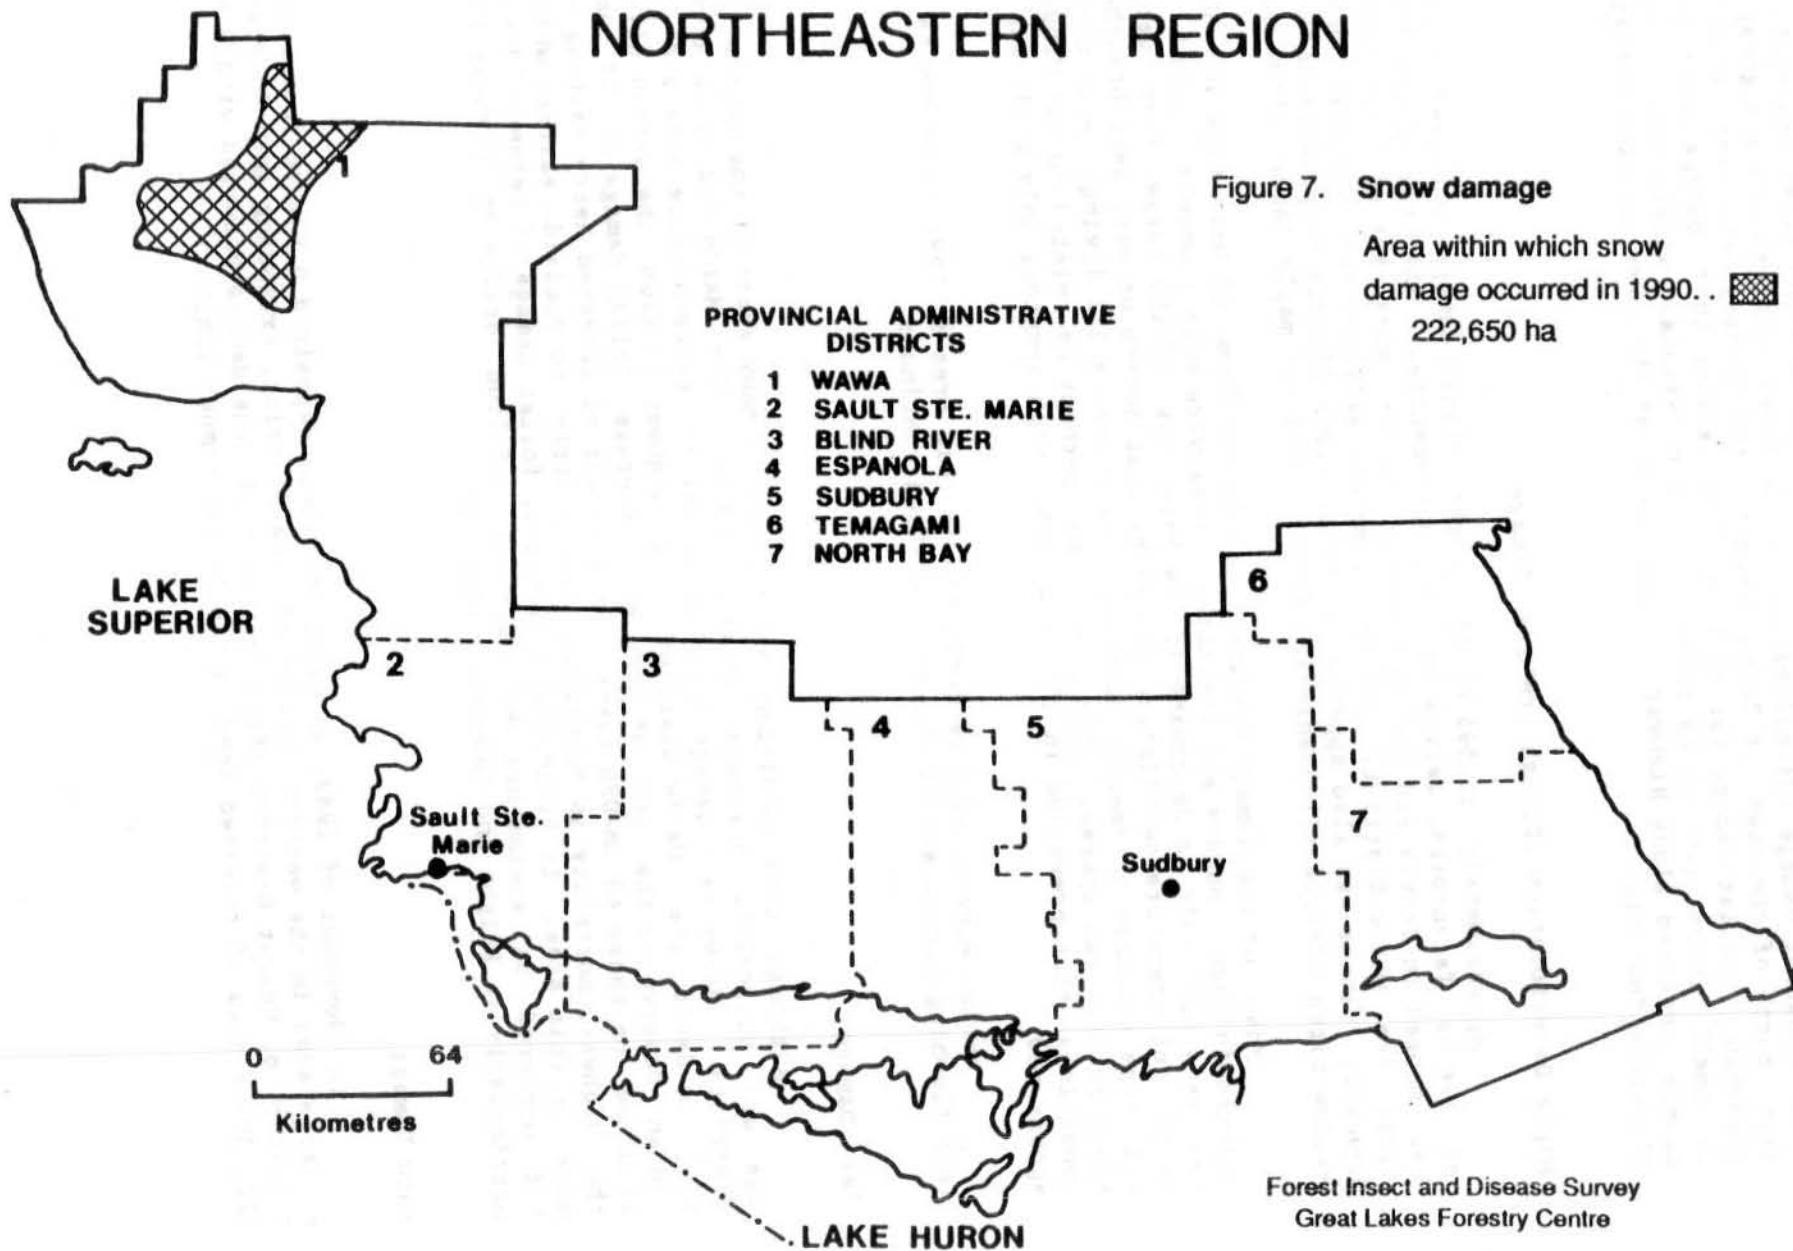 NORTHEASTERN REGION
1
Figure 7. Snow damage
Area within which snow
damage occurred in 1990. .
222,650 ha
PROVINCIAL ADMINISTRATIVE
DISTRICTS
1 WAWA
2 SAULT STE. MARIE
3 BLIND RIVER
4 ESPANOLA
5 SUDBURY
6 TEMAGAMI
7 NORTH BAY
LAKE
SUPERIOR
2
3
4
5
6
7
Sault Ste.
Marie
Sudbury
0 64
Kilometres
LAKE HURON
Forest Insect and Disease Survey
Great Lakes Forestry Centre